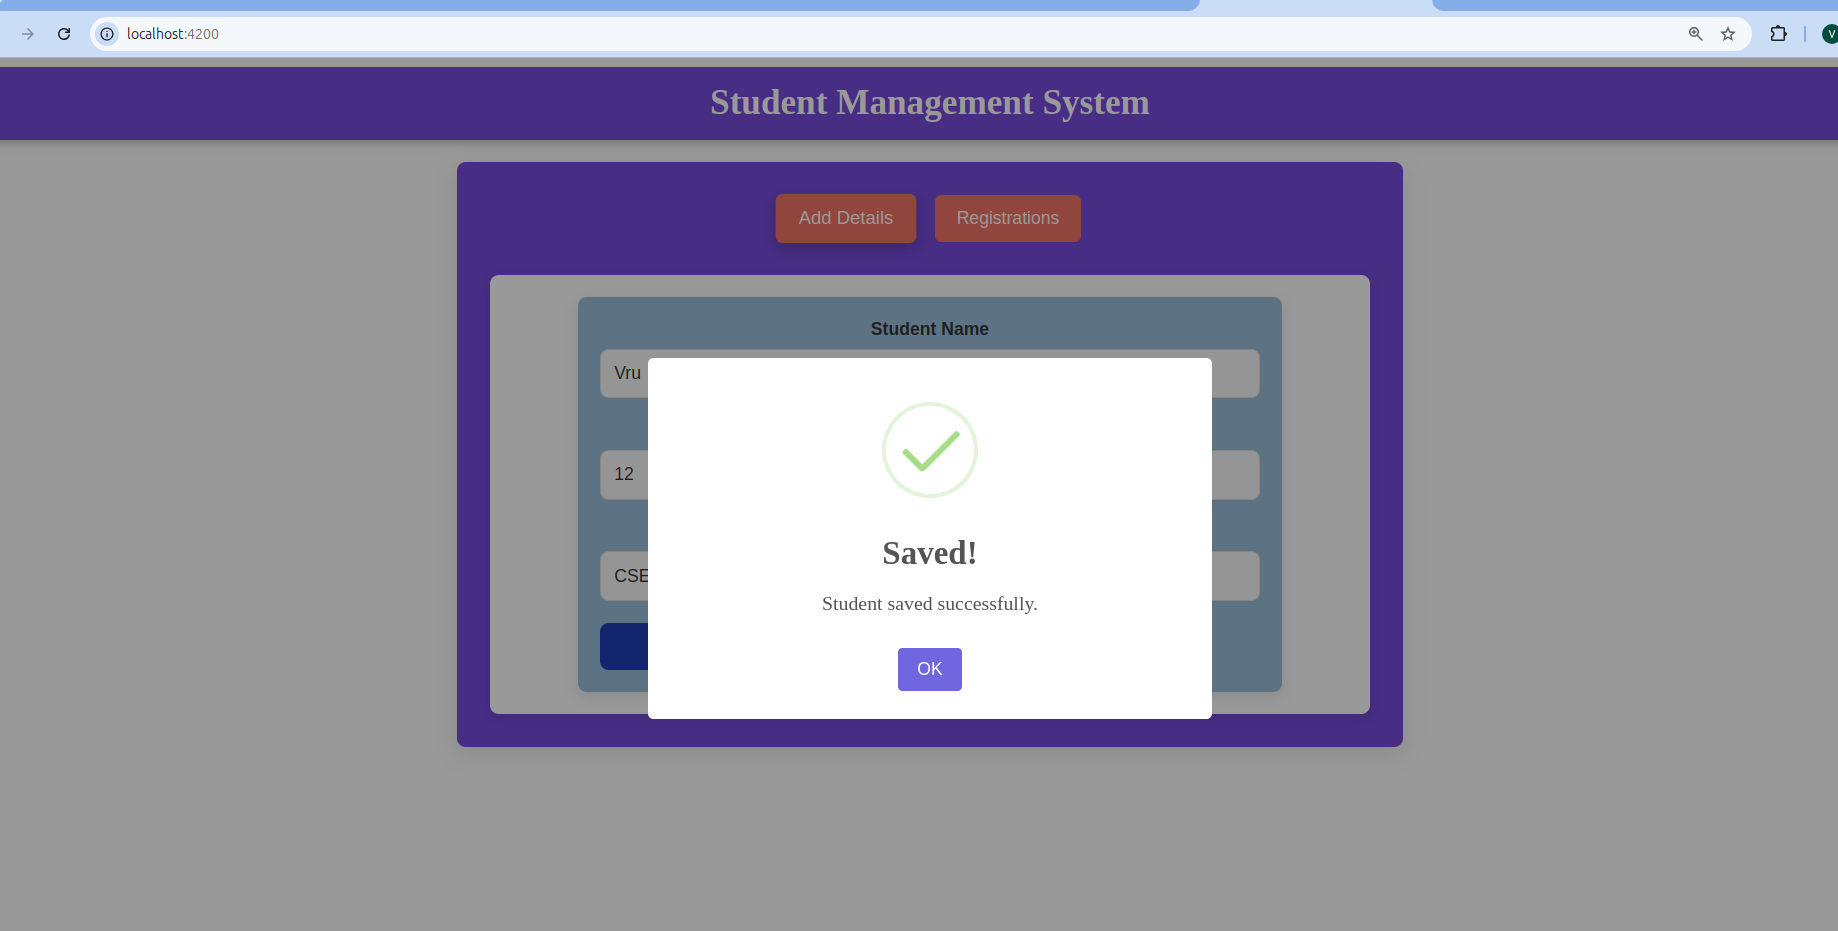 localhost:4200
V
Student Management System
Add Details
Registrations
Student Name
Vru
12
CSE
Saved!
Student saved successfully.
OK